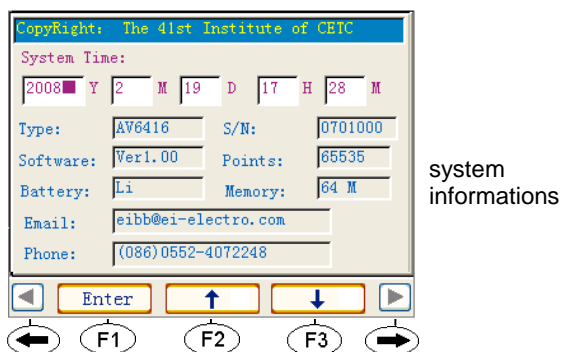 CopyRight: The 41st Institute of CETC
System Time:
2008 Y 2 M 19 D 17 H 28 M
Type: AV6416 S/N: 0701000
Software: Ver1.00 Points: 65535
Battery: Li Memory: 64 M
Email: eibb@ei-electro.com
Phone: (086)0552-4072248
system
informations
Enter
F1 F2 F3